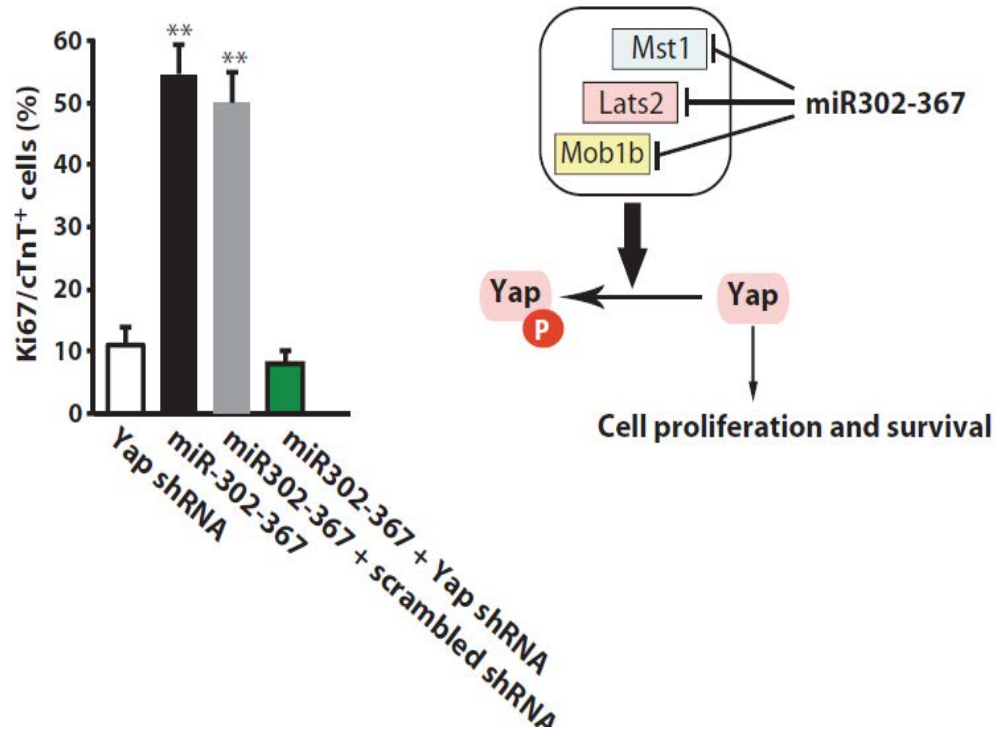 Ki67/cTnT+ cells (%)
60
50
40
30
20
10
0
**
**
Yap shRNA
miR-302-367
miR302-367 + scrambled shRNA
miR302-367 + Yap shRNA
Mst1
Lats2
Mob1b
miR302-367
Yap
P
Yap
Cell proliferation and survival